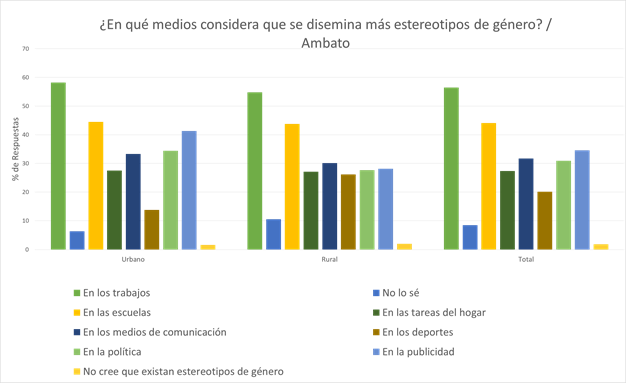 ¿En qué medios considera que se disemina más estereotipos de género? /
Ambato
70
60
50
40
30
20
10
0
% de Respuestas
Urbano Rural Total
En los trabajos No lo sé
En las escuelas En las tareas del hogar
En los medios de comunicación En los deportes
En la política En la publicidad
No cree que existan estereotipos de género